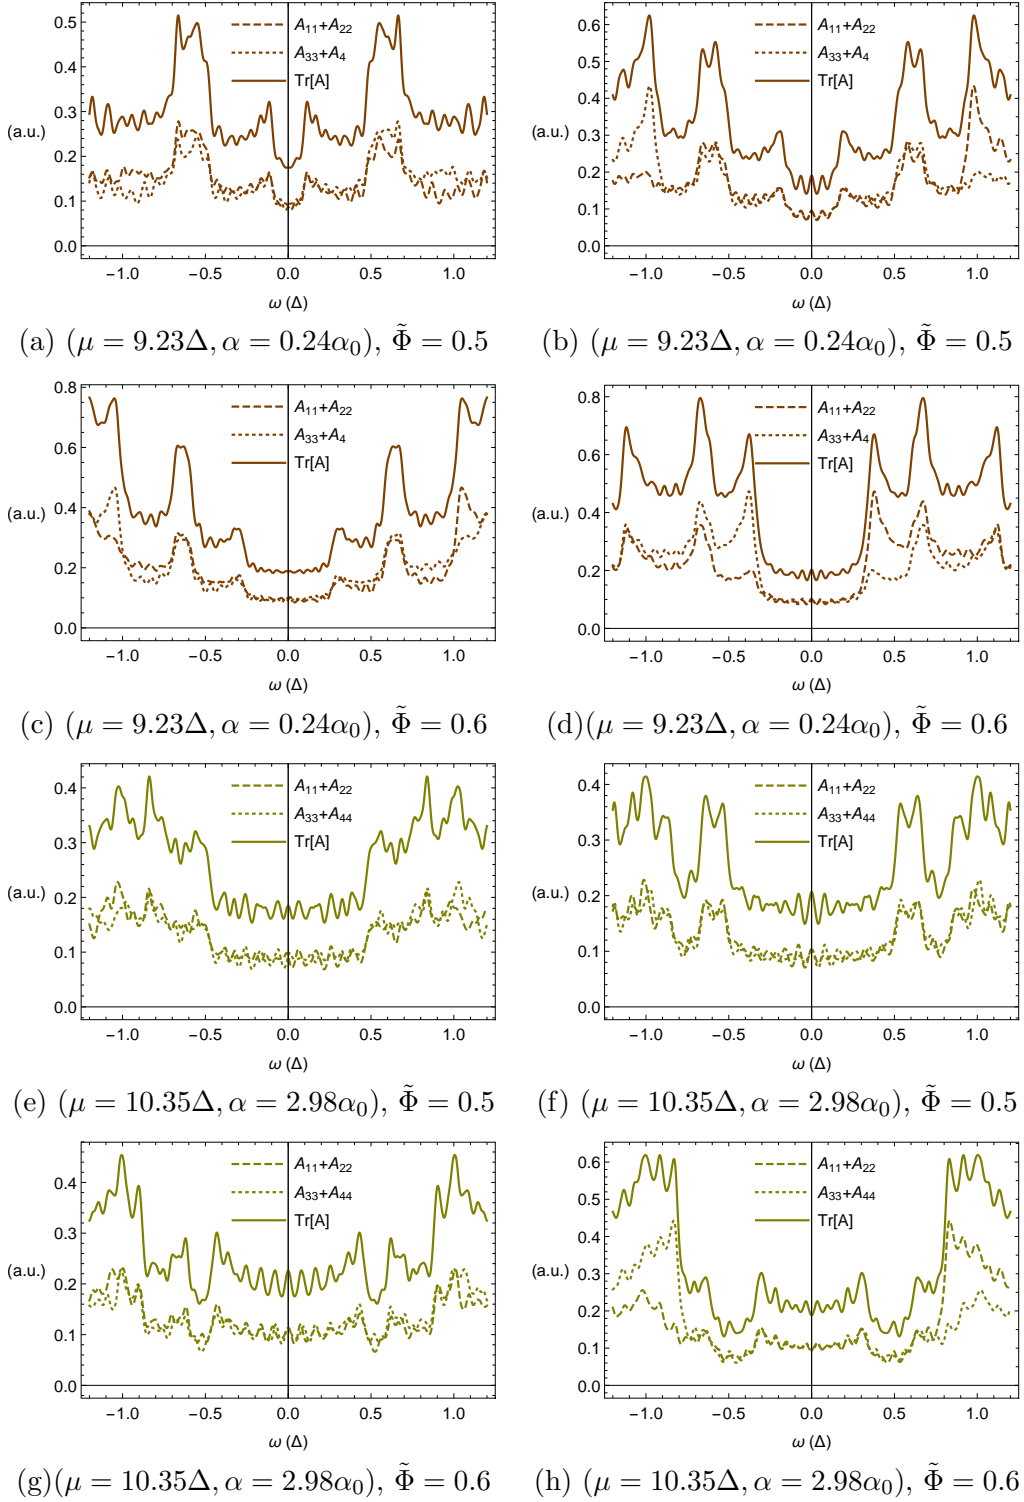 0.5
0.4
0.3
(a.u.)
0.2
0.1
0.0
A11+A22
A33+A4
Tr[A]
−1.0 −0.5 0.0 0.5 1.0
ω (Δ)
(a) (μ = 9.23Δ, α = 0.24α0), Φ̃ = 0.5
0.6
0.5
0.4
0.3
(a.u.)
0.2
0.1
0.0
A11+A22
A33+A4
Tr[A]
−1.0 −0.5 0.0 0.5 1.0
ω (Δ)
(b) (μ = 9.23Δ, α = 0.24α0), Φ̃ = 0.5
0.8
0.6
0.4
(a.u.)
0.2
0.0
A11+A22
A33+A4
Tr[A]
−1.0 −0.5 0.0 0.5 1.0
ω (Δ)
(c) (μ = 9.23Δ, α = 0.24α0), Φ̃ = 0.6
0.8
0.6
0.4
(a.u.)
0.2
0.0
A11+A22
A33+A4
Tr[A]
−1.0 −0.5 0.0 0.5 1.0
ω (Δ)
(d)(μ = 9.23Δ, α = 0.24α0), Φ̃ = 0.6
0.4
0.3
(a.u.)
0.2
0.1
0.0
A11+A22
A33+A44
Tr[A]
−1.0 −0.5 0.0 0.5 1.0
ω (Δ)
(e) (μ = 10.35Δ, α = 2.98α0), Φ̃ = 0.5
0.4
0.3
(a.u.)
0.2
0.1
0.0
A11+A22
A33+A44
Tr[A]
−1.0 −0.5 0.0 0.5 1.0
ω (Δ)
(f) (μ = 10.35Δ, α = 2.98α0), Φ̃ = 0.5
0.4
0.3
(a.u.)
0.2
0.1
0.0
A11+A22
A33+A44
Tr[A]
−1.0 −0.5 0.0 0.5 1.0
ω (Δ)
(g)(μ = 10.35Δ, α = 2.98α0), Φ̃ = 0.6
0.6
0.5
0.4
0.3
(a.u.)
0.2
0.1
0.0
A11+A22
A33+A44
Tr[A]
−1.0 −0.5 0.0 0.5 1.0
ω (Δ)
(h) (μ = 10.35Δ, α = 2.98α0), Φ̃ = 0.6